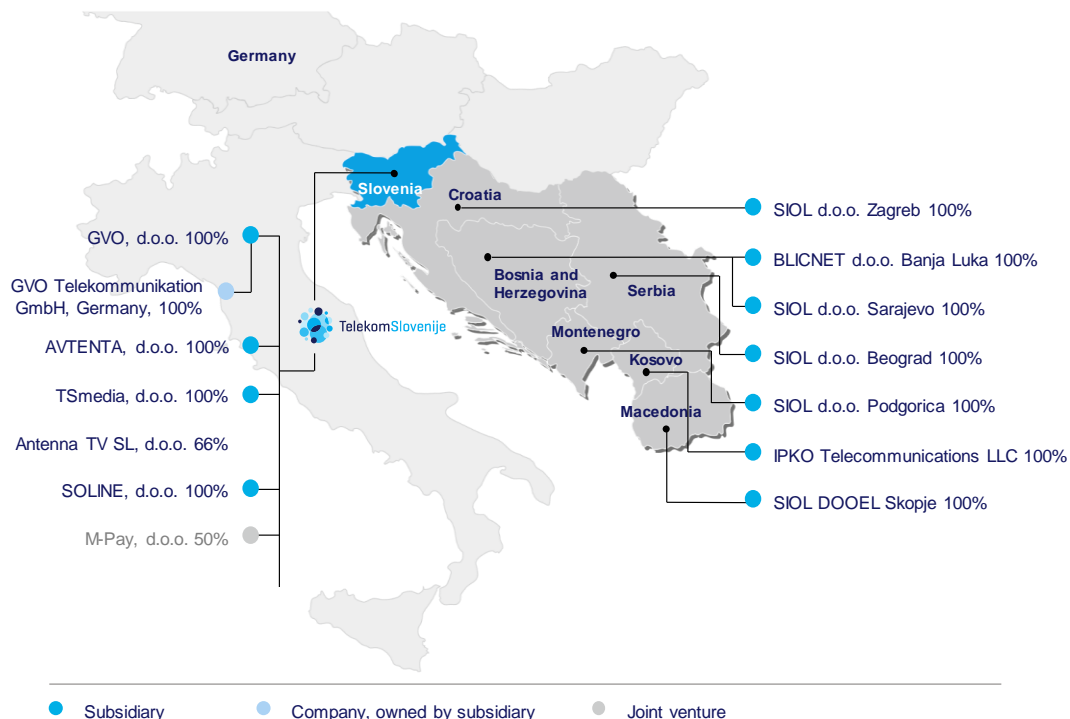 Germany
Slovenia
Croatia
Bosnia and
Herzegovina
Serbia
Montenegro
Kosovo
Macedonia
GVO, d.o.o. 100%
GVO Telekommunikation
GmbH, Germany, 100%
AVTENTA, d.o.o. 100%
TSmedia, d.o.o. 100%
Antenna TV SL, d.o.o. 66%
SOLINE, d.o.o. 100%
M-Pay, d.o.o. 50%
TelekomSlovenije
SIOL d.o.o. Zagreb 100%
BLICNET d.o.o. Banja Luka 100%
SIOL d.o.o. Sarajevo 100%
SIOL d.o.o. Beograd 100%
SIOL d.o.o. Podgorica 100%
IPKO Telecommunications LLC 100%
SIOL DOOEL Skopje 100%
Subsidiary
Company, owned by subsidiary
Joint venture